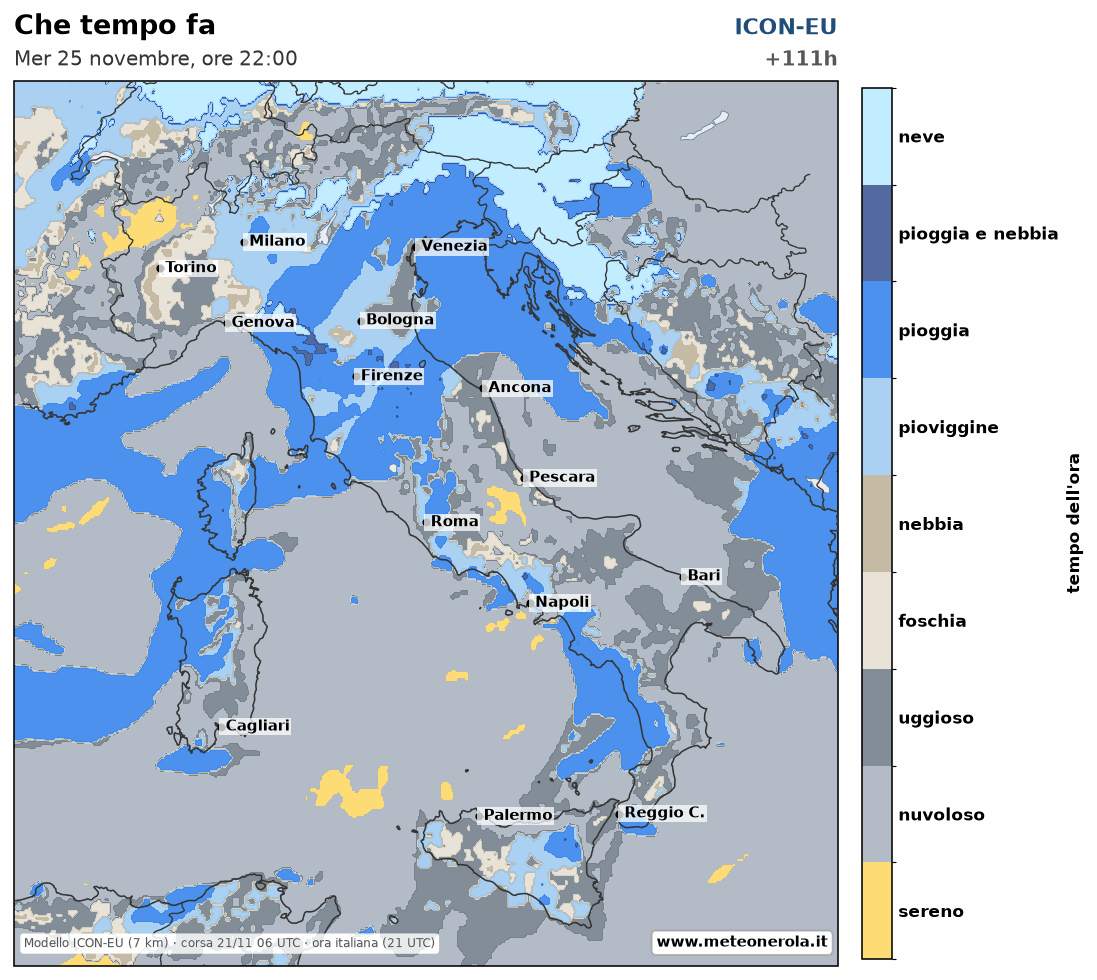 Che tempo fa
ICON-EU
Mer 25 novembre, ore 22:00
+111h
neve
pioggia e nebbia
pioggia
pioviggine
nebbia
foschia
uggioso
nuvoloso
sereno
tempo dell'ora
Milano
Venezia
Torino
Genova
Bologna
Firenze
Ancona
Pescara
Roma
Bari
Napoli
Cagliari
Palermo
Reggio C.
Modello ICON-EU (7 km) · corsa 21/11 06 UTC · ora italiana (21 UTC)
www.meteonerola.it